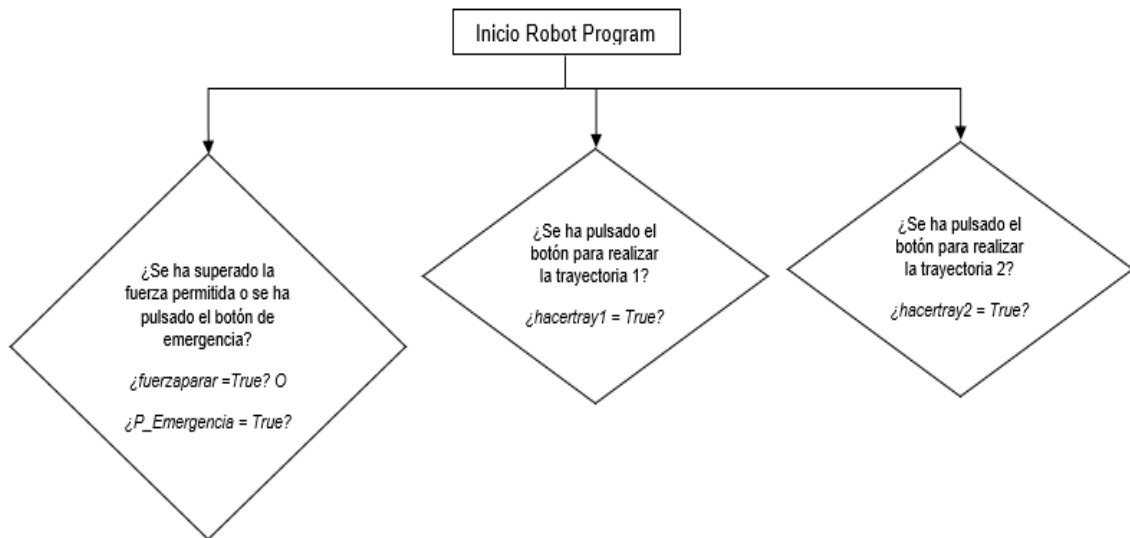 Inicio Robot Program
¿Se ha superado la
fuerza permitida o se ha
pulsado el botón de
emergencia?
¿fuerzaparar =True? O
¿P_Emergencia = True?
¿Se ha pulsado el
botón para realizar
la trayectoria 1?
¿hacertray1 = True?
¿Se ha pulsado el
botón para realizar
la trayectoria 2?
¿hacertray2 = True?